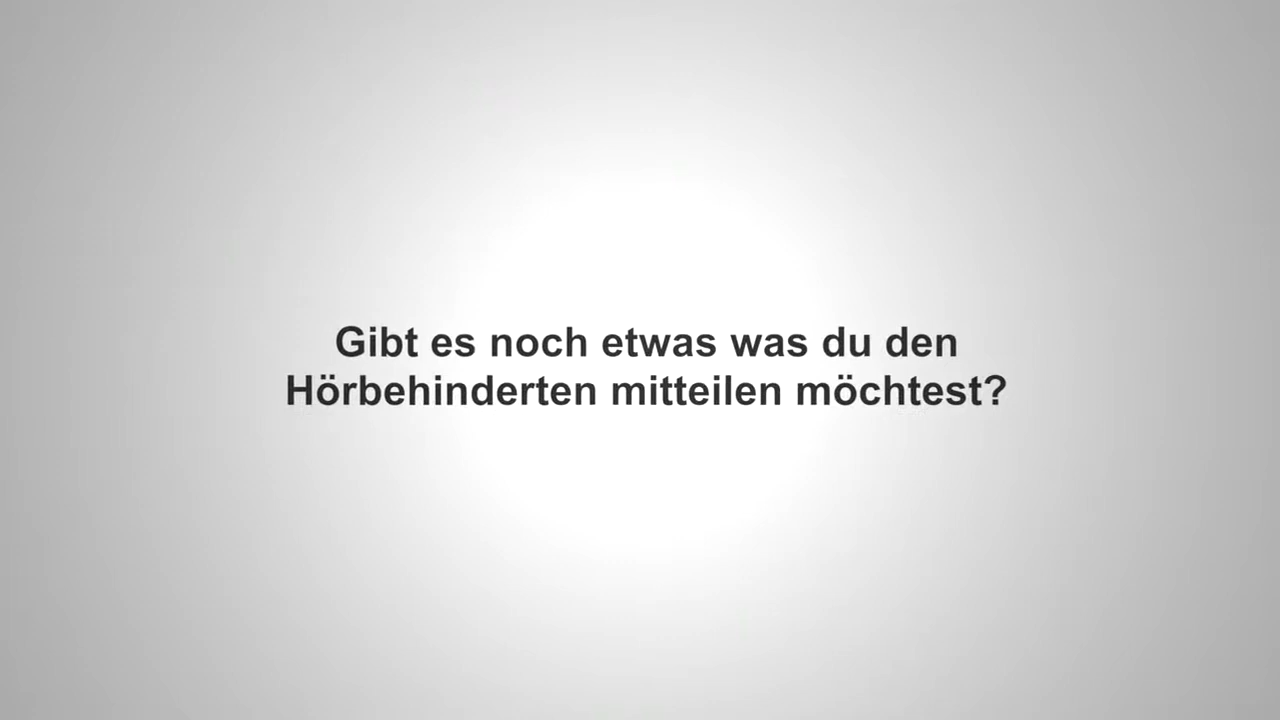 Gibt es noch etwas was du den
Hörbehinderten mitteilen möchtest?